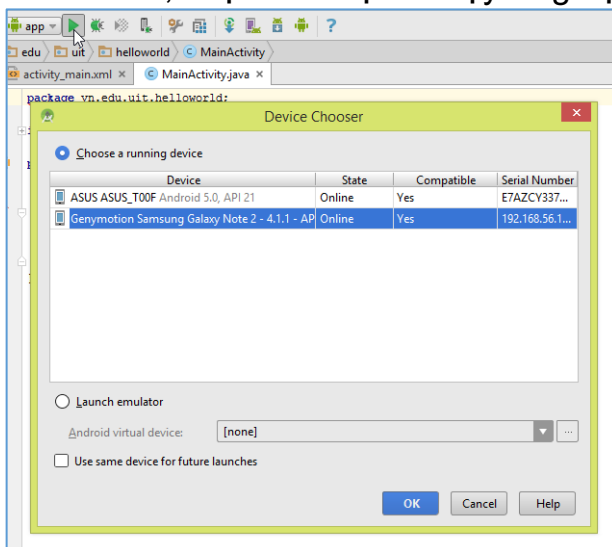 app
edu uit helloworld MainActivity
activity_main.xml MainActivity.java
package vn.edu.uit.helloworld;
Device Chooser
Choose a running device
Device State Compatible Serial Number
ASUS ASUS_T00F Android 5.0, API 21 Online Yes E7AZCY337...
Genymotion Samsung Galaxy Note 2 - 4.1.1 - AP Online Yes 192.168.56.1...
Launch emulator
Android virtual device: [none] ...
Use same device for future launches
OK Cancel Help